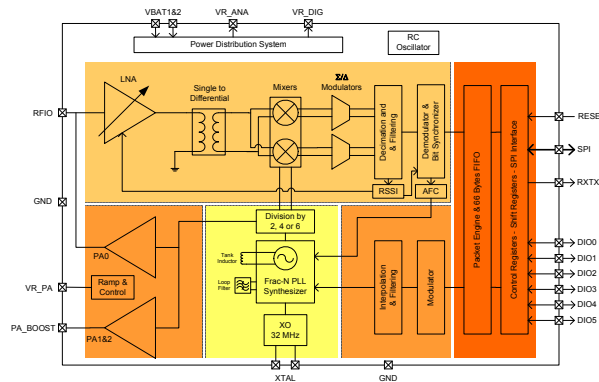 VBAT1&2
VR_ANA
VR_DIG
Power Distribution System
RC
Oscillator
LNA
Single to
Differential
Mixers
Σ/Δ
Modulators
Decimation and
& Filtering
Demodulator &
Bit Synchronizer
RSSI
AFC
Packet Engine & 66 Bytes FIFO
Control Registers - Shift Registers - SPI Interface
RFIO
GND
VR_PA
PA_BOOST
RESE
SPI
RXTX
DIO0
DIO1
DIO2
DIO3
DIO4
DIO5
PA0
Ramp &
Control
PA1&2
Division by
2, 4 or 6
Tank
Inductor
Loop
Filter
Frac-N PLL
Synthesizer
XO
32 MHz
Interpolation
& Filtering
Modulator
XTAL
GND